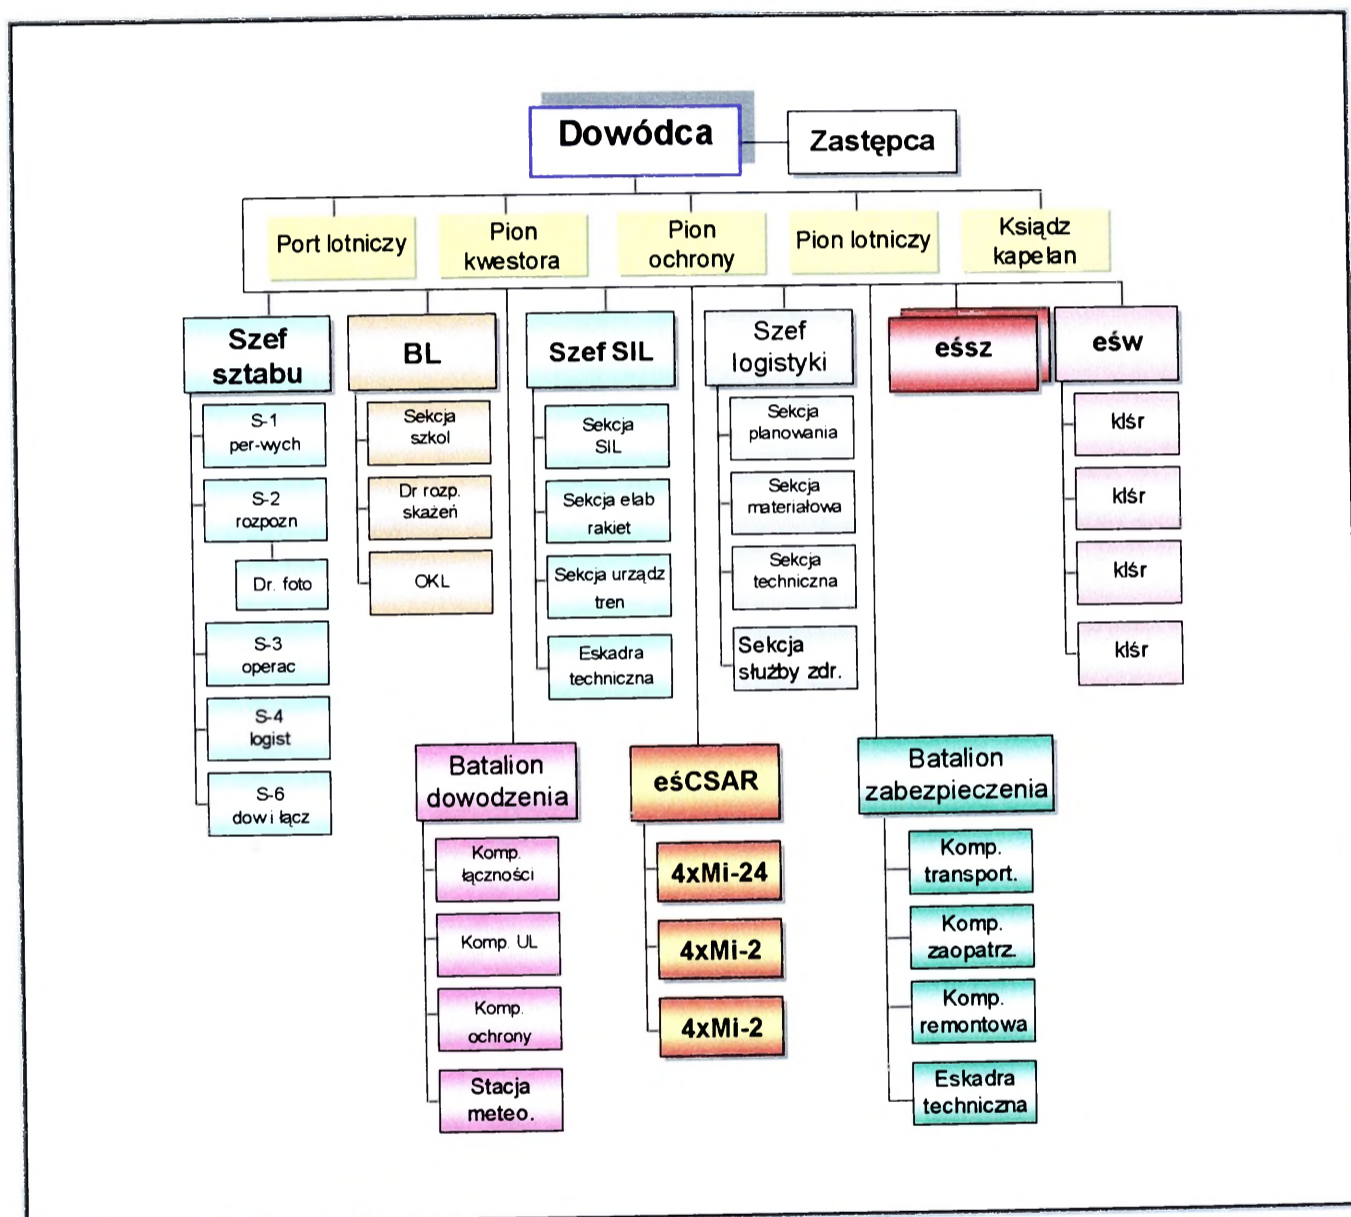 Dowódca
Zastępca
Port lotniczy
Pion
kwestora
Pion
ochrony
Pion lotniczy
Ksiądz
kapelan
Szef
sztabu
S-1
per-wych
S-2
rozpozn
Dr. foto
S-3
operac
S-4
logist
S-6
dow i łącz
BL
Sekcja
szkol
Dr rozp.
skażeń
OKL
Szef SIL
Sekcja
SIL
Sekcja elab
rakiet
Sekcja urządz
tren
Eskadra
techniczna
Szef
logistyki
Sekcja
planowania
Sekcja
materiałowa
Sekcja
techniczna
Sekcja
służby zdr.
eśsz
eśw
klśr
klśr
klśr
klśr
Batalion
dowodzenia
Komp.
łączności
Komp. UL
Komp.
ochrony
Stacja
meteo.
eśCSAR
4xMi-24
4xMi-2
4xMi-2
Batalion
zabezpieczenia
Komp.
transport.
Komp.
zaopatrz.
Komp.
remontowa
Eskadra
techniczna